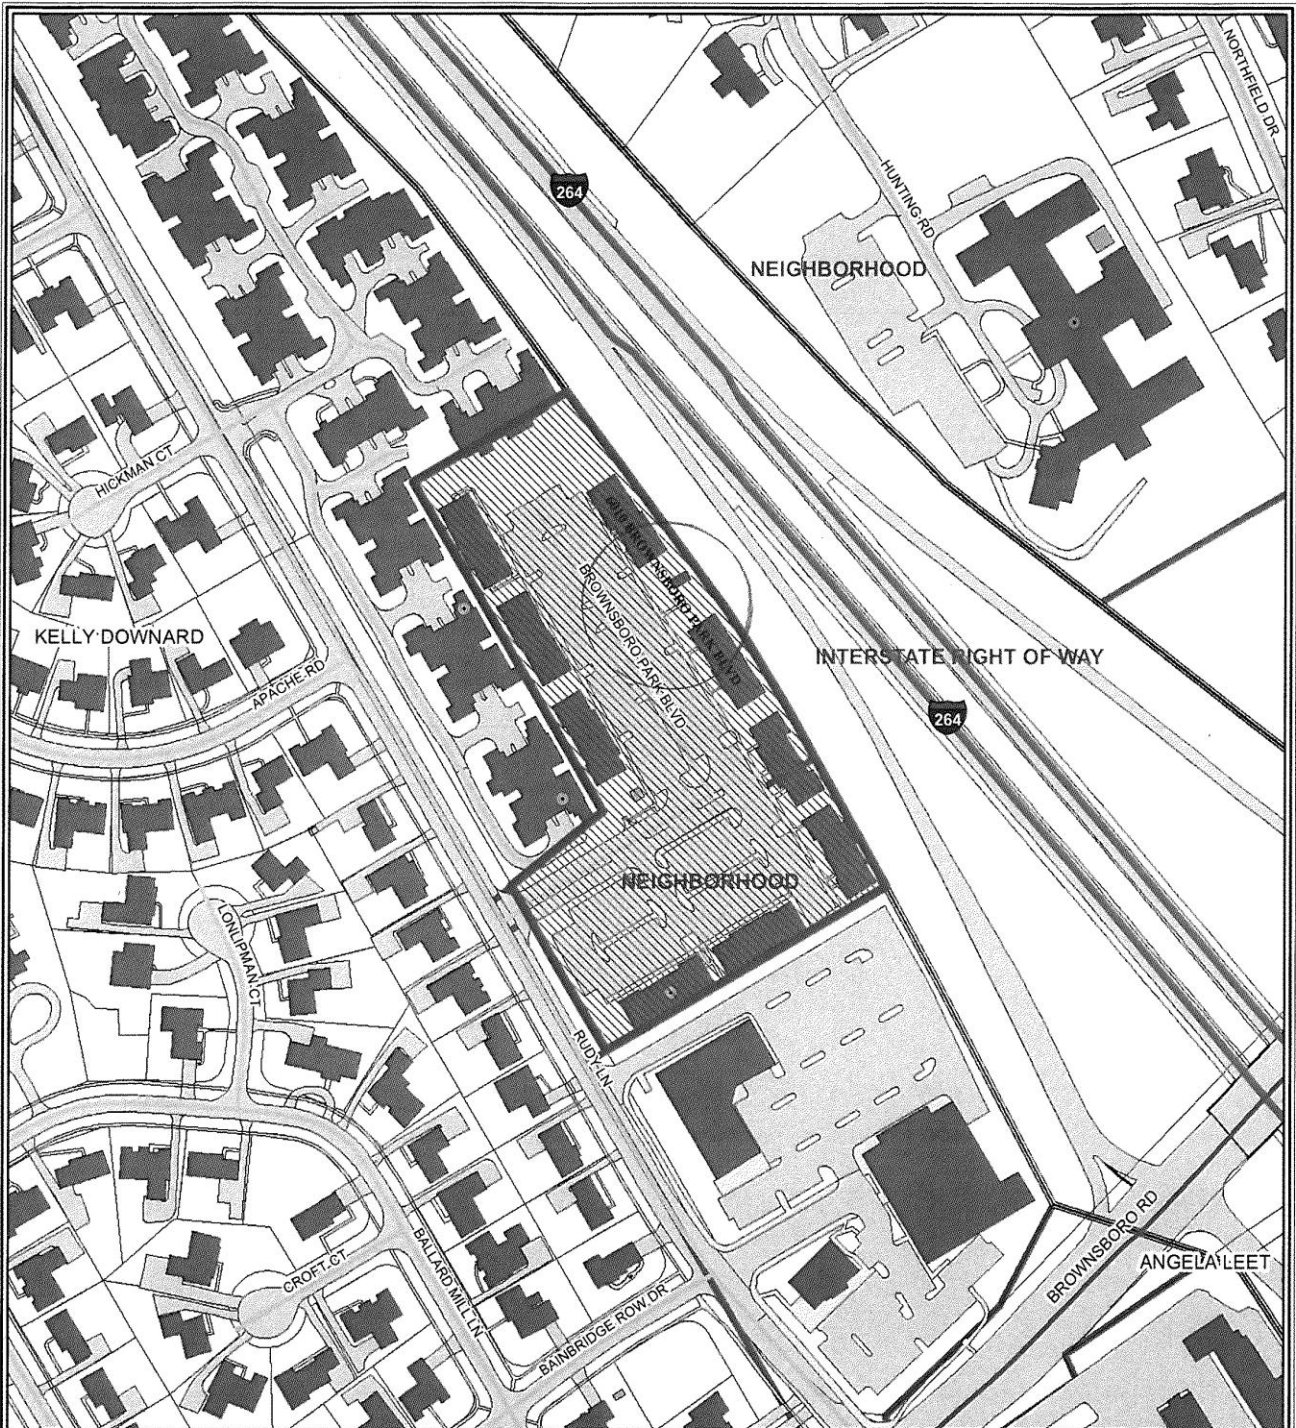 NORTHFIELD DR
264
HUNTING RD
NEIGHBORHOOD
HICKMAN CT
6010 BROWNSBORO PARK BLVD
BROWNSBORO PARK BLVD
KELLY DOWNARD
INTERSTATE RIGHT OF WAY
APACHE RD
264
NEIGHBORHOOD
LONLIPMAN CT
RUDY LN
BROWNSBORO RD
ANGELA LEET
BALLARD MILL LN
CROFT CT
BAINBRIDGE ROW DR